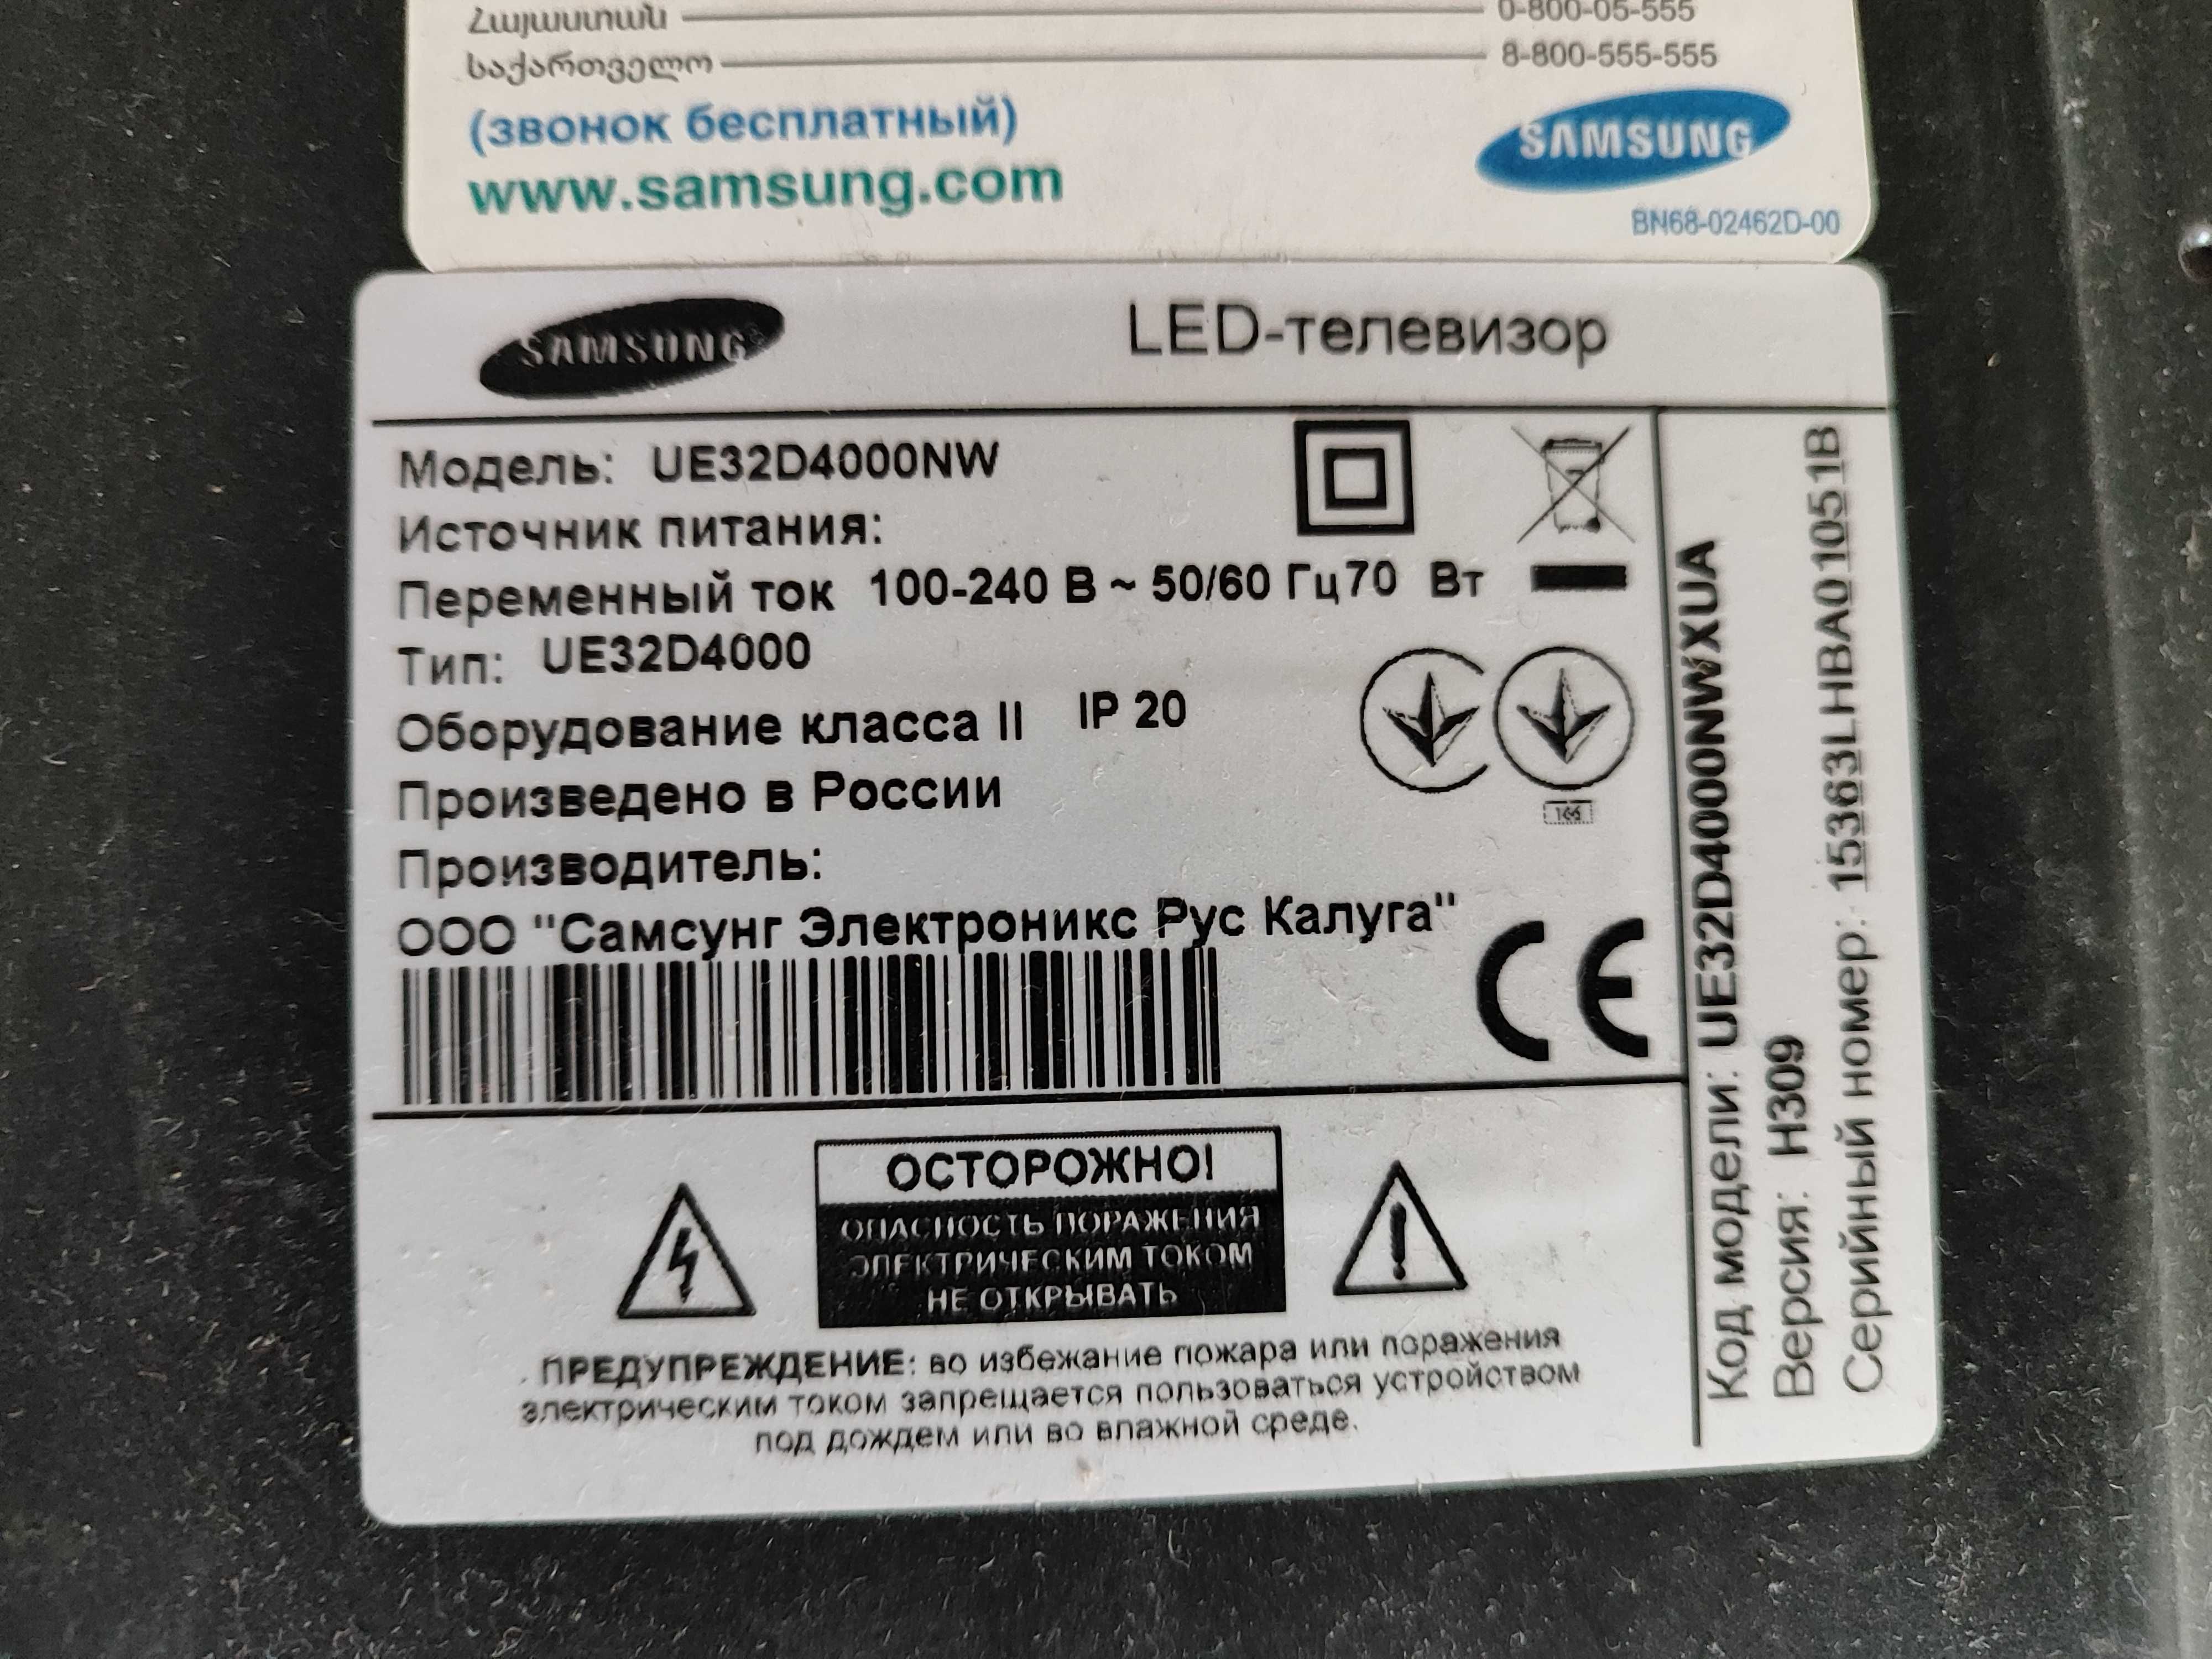 Հայաստան 0-800-05-555
საქართველო 8-800-555-555
(звонок бесплатный)
www.samsung.com
SAMSUNG
BN68-02462D-00
SAMSUNG LED-телевизор
Модель: UE32D4000NW
Источник питания:
Переменный ток 100-240 В ~ 50/60 Гц 70 Вт
Тип: UE32D4000
Оборудование класса II IP 20
Произведено в России
Производитель:
ООО "Самсунг Электроникс Рус Калуга"
166
CE
ОСТОРОЖНО!
ОПАСНОСТЬ ПОРАЖЕНИЯ
ЭЛЕКТРИЧЕСКИМ ТОКОМ
НЕ ОТКРЫВАТЬ
ПРЕДУПРЕЖДЕНИЕ: во избежание пожара или поражения
электрическим током запрещается пользоваться устройством
под дождем или во влажной среде.
Код модели: UE32D4000NWXUA
Версия: H309
Серийный номер: 15363LHBA01051B